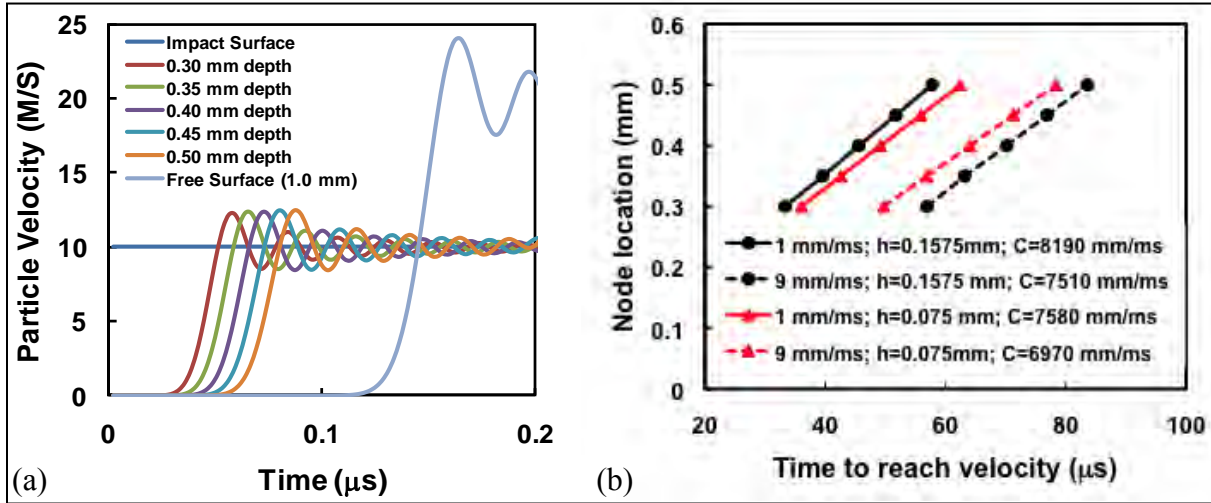 25
20
15
10
5
0
Particle Velocity (M/S)
Impact Surface
0.30 mm depth
0.35 mm depth
0.40 mm depth
0.45 mm depth
0.50 mm depth
Free Surface (1.0 mm)
0
0.1
0.2
Time (μs)
(a)
0.6
0.5
0.4
0.3
0.2
0.1
0
Node location (mm)
1 mm/ms; h=0.1575mm; C=8190 mm/ms
9 mm/ms; h=0.1575 mm; C=7510 mm/ms
1 mm/ms; h=0.075 mm; C=7580 mm/ms
9 mm/ms; h=0.075mm; C=6970 mm/ms
20
40
60
80
100
Time to reach velocity (μs)
(b)